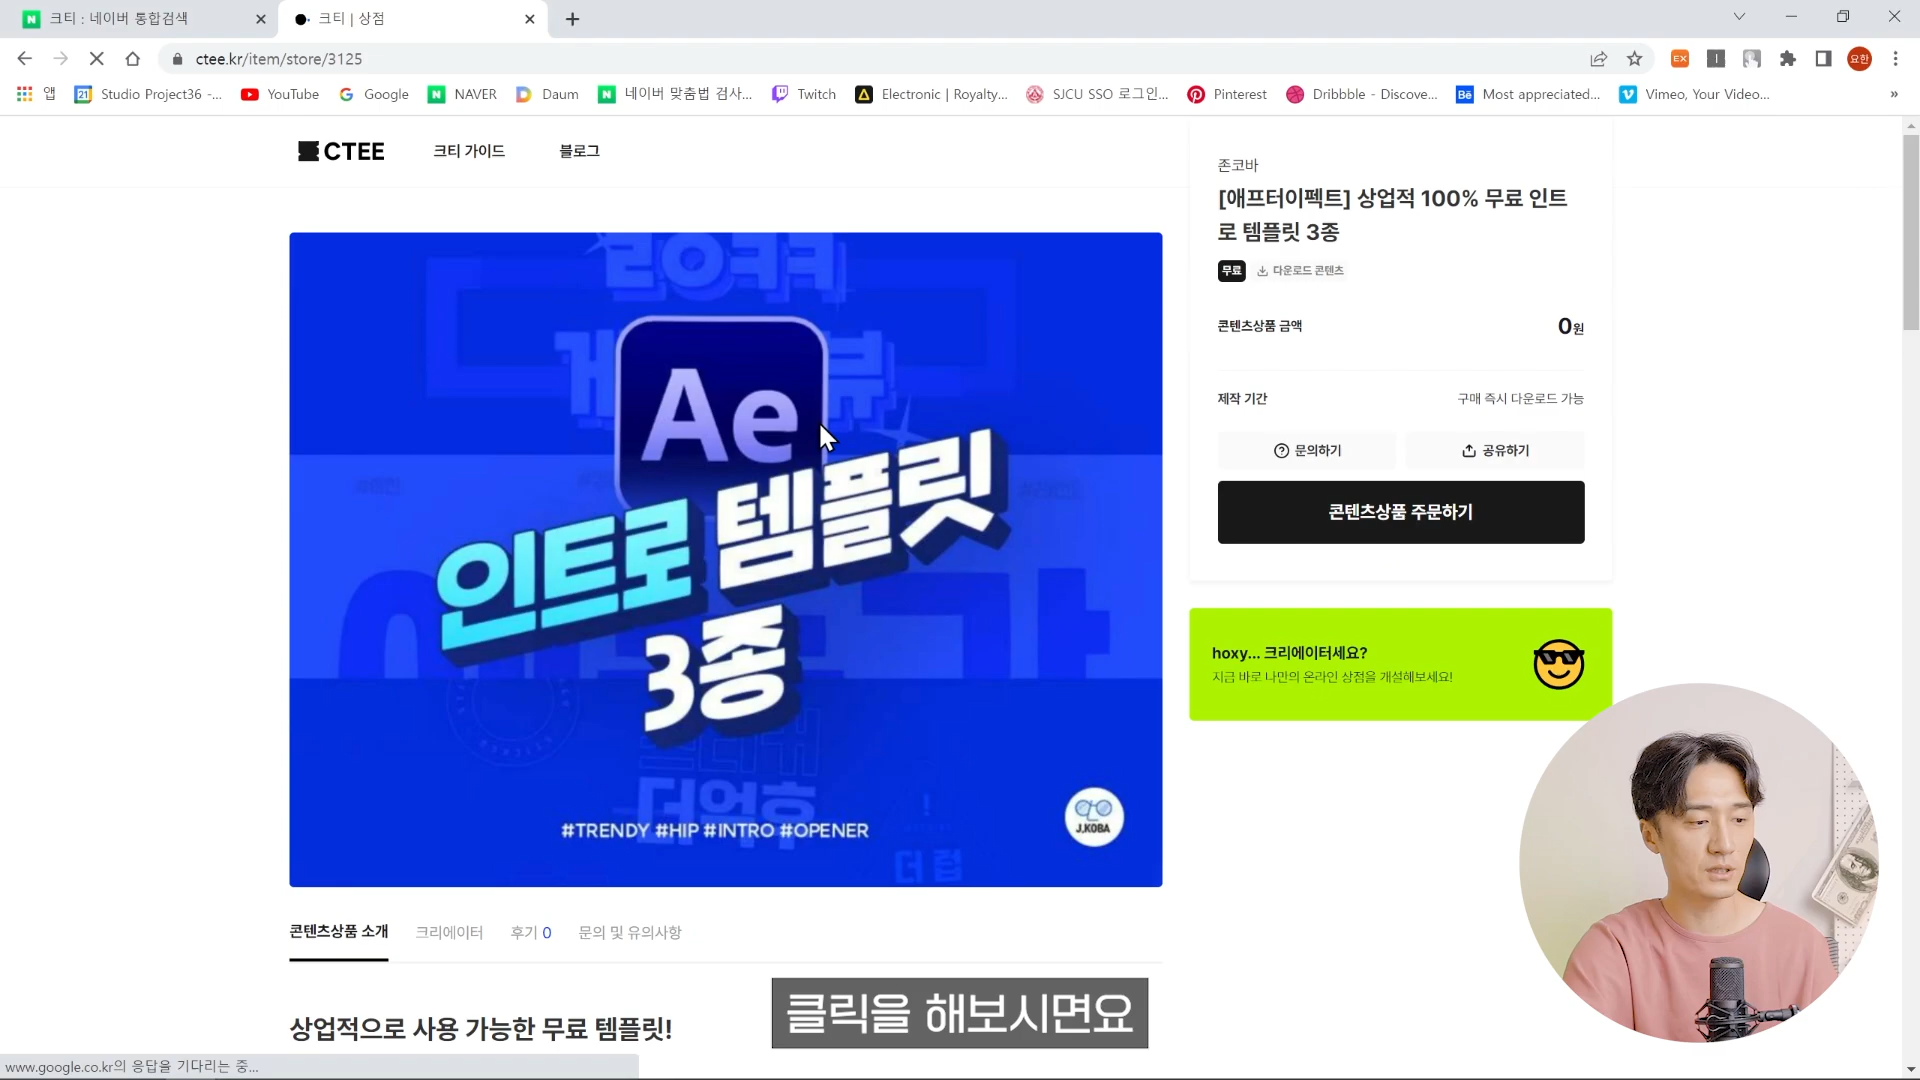 크티 : 네이버 통합검색
크티 | 상점
ctee.kr/item/store/3125
EX
요한
앱
21
Studio Project36 -...
YouTube
Google
NAVER
Daum
네이버 맞춤법 검사...
Twitch
Electronic | Royalty...
SJCU SSO 로그인...
Pinterest
Dribbble - Discove...
Bē
Most appreciated...
Vimeo, Your Video...
»
CTEE
크티 가이드
블로그
존코바
[애프터이펙트] 상업적 100% 무료 인트
로 템플릿 3종
무료
다운로드 콘텐츠
콘텐츠상품 금액
0원
제작 기간
구매 즉시 다운로드 가능
문의하기
공유하기
콘텐츠상품 주문하기
hoxy... 크리에이터세요?
지금 바로 나만의 온라인 상점을 개설해보세요!
Ae
인트로 템플릿
3종
#TRENDY #HIP #INTRO #OPENER
J.KOBA
콘텐츠상품 소개
크리에이터
후기 0
문의 및 유의사항
상업적으로 사용 가능한 무료 템플릿!
클릭을 해보시면요
www.google.co.kr의 응답을 기다리는 중...